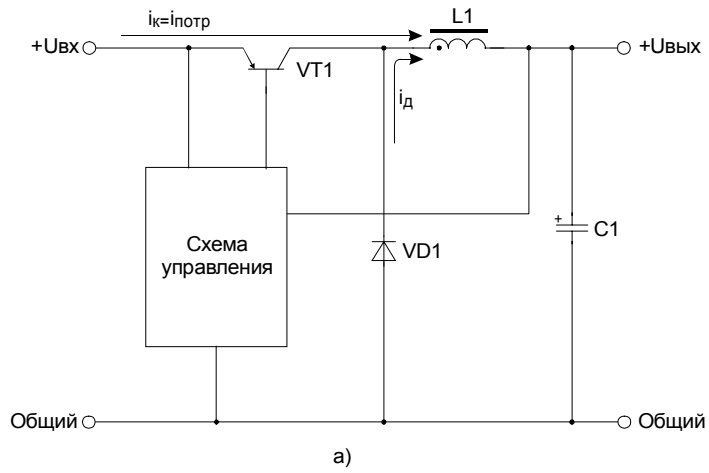 iк=iпотр
L1
+Uвх
+Uвых
VT1
iд
Схема
управления
VD1
+
C1
Общий
Общий
а)